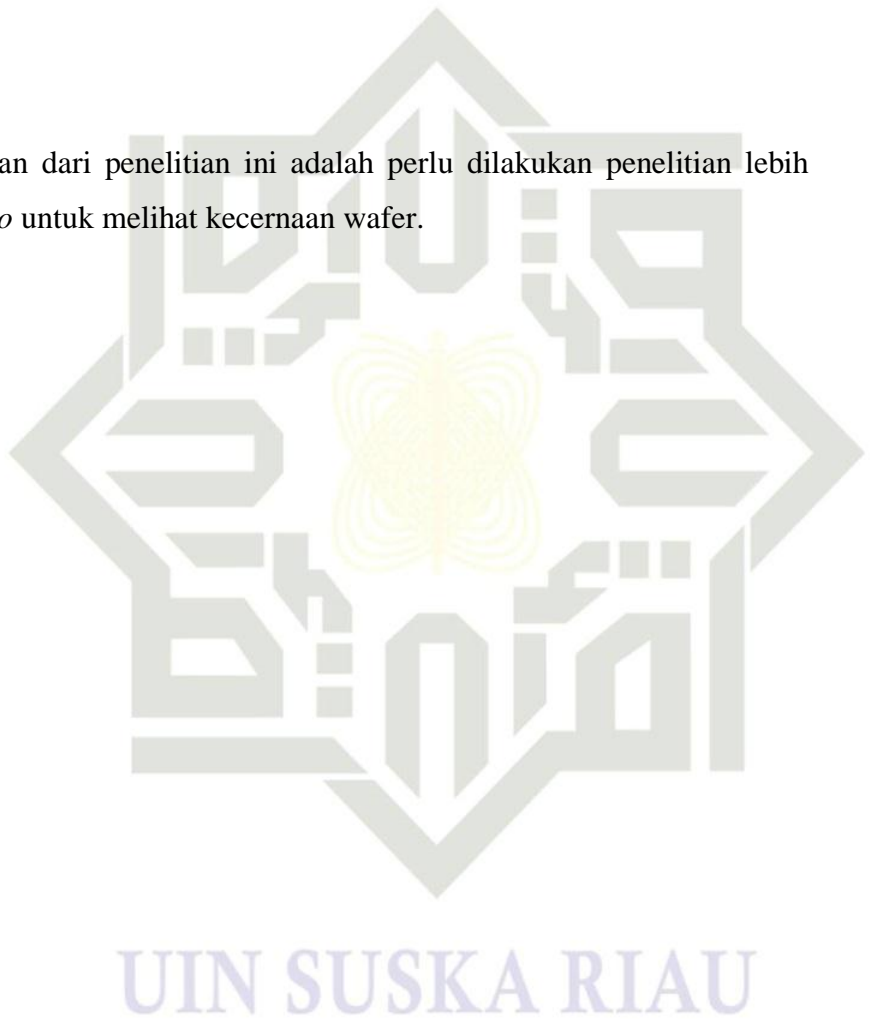 an dari penelitian ini adalah perlu dilakukan penelitian lebih
o untuk melihat kecernaan wafer.
UIN SUSKA RIAU